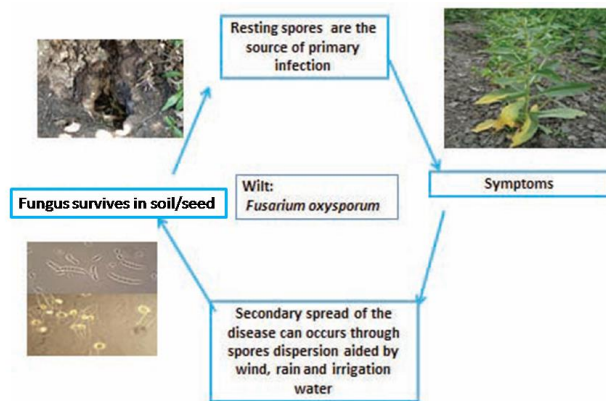 Resting spores are the
source of primary
infection
Symptoms
Wilt:
Fusarium oxysporum
Fungus survives in soil/seed
Secondary spread of the
disease can occurs through
spores dispersion aided by
wind, rain and irrigation
water